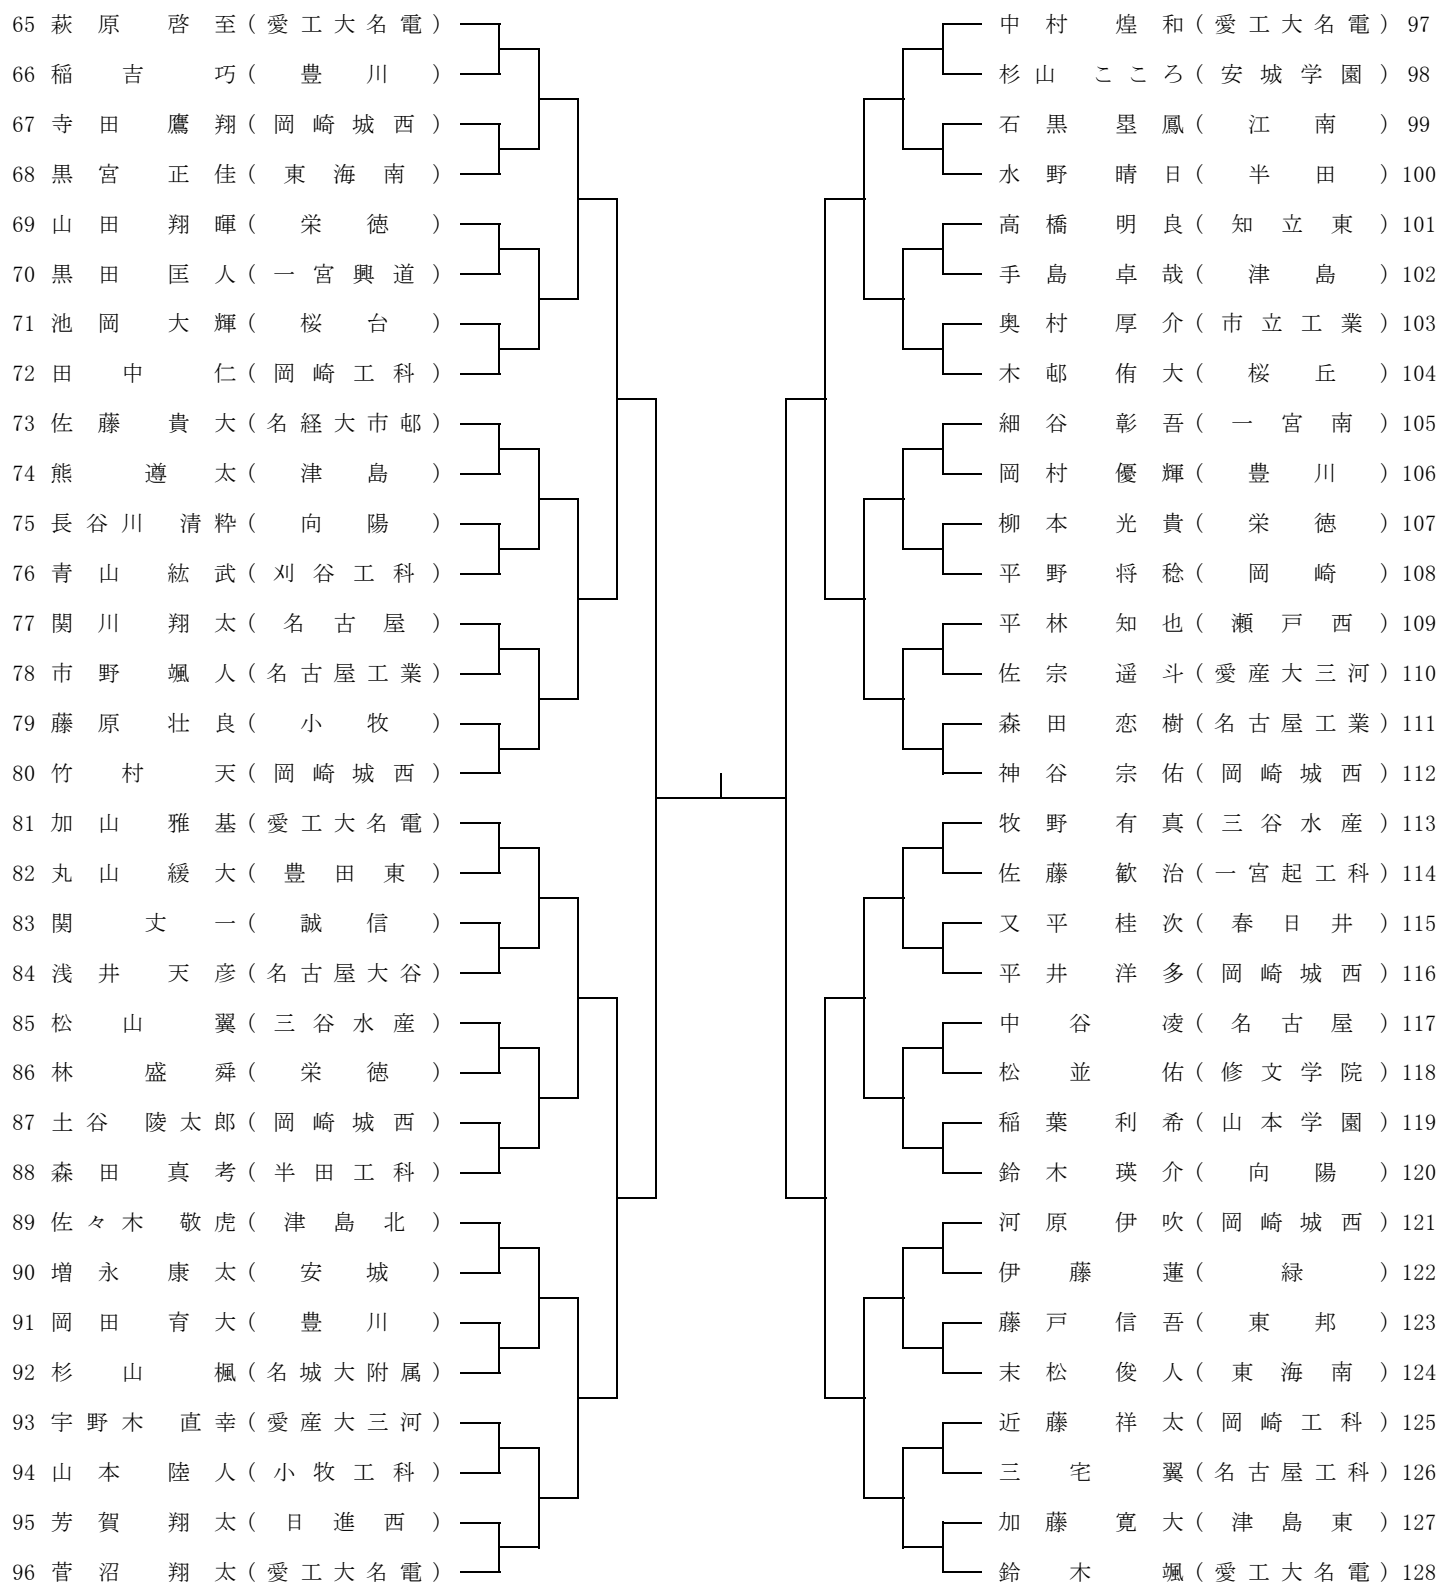 65 萩原 啓至(愛工大名電)
66 稲吉 巧(豊川)
67 寺田 鷹翔(岡崎城西)
68 黒宮 正佳(東海南)
69 山田 翔暉(栄徳)
70 黒田 匡人(一宮興道)
71 池岡 大輝(桜台)
72 田中 仁(岡崎工科)
73 佐藤 貴大(名経大市邨)
74 熊 遵太(津島)
75 長谷川 清粋(向陽)
76 青山 紘武(刈谷工科)
77 関川 翔太(名古屋)
78 市野 颯人(名古屋工業)
79 藤原 壮良(小牧)
80 竹村 天(岡崎城西)
81 加山 雅基(愛工大名電)
82 丸山 緩大(豊田東)
83 関 丈一(誠信)
84 浅井 天彦(名古屋大谷)
85 松山 翼(三谷水産)
86 林 盛舜(栄徳)
87 土谷 陵太郎(岡崎城西)
88 森田 真考(半田工科)
89 佐々木 敬虎(津島北)
90 増永 康太(安城)
91 岡田 育大(豊川)
92 杉山 楓(名城大附属)
93 宇野木 直幸(愛産大三河)
94 山本 陸人(小牧工科)
95 芳賀 翔太(日進西)
96 菅沼 翔太(愛工大名電)
中村 煌和(愛工大名電) 97
杉山 こころ(安城学園) 98
石黒 塁鳳(江南) 99
水野 晴日(半田) 100
高橋 明良(知立東) 101
手島 卓哉(津島) 102
奥村 厚介(市立工業) 103
木邨 侑大(桜丘) 104
細谷 彰吾(一宮南) 105
岡村 優輝(豊川) 106
柳本 光貴(栄徳) 107
平野 将稔(岡崎) 108
平林 知也(瀬戸西) 109
佐宗 遥斗(愛産大三河) 110
森田 恋樹(名古屋工業) 111
神谷 宗佑(岡崎城西) 112
牧野 有真(三谷水産) 113
佐藤 歓治(一宮起工科) 114
又平 桂次(春日井) 115
平井 洋多(岡崎城西) 116
中谷 凌(名古屋) 117
松並 佑(修文学院) 118
稲葉 利希(山本学園) 119
鈴木 瑛介(向陽) 120
河原 伊吹(岡崎城西) 121
伊藤 蓮(緑) 122
藤戸 信吾(東邦) 123
末松 俊人(東海南) 124
近藤 祥太(岡崎工科) 125
三宅 翼(名古屋工科) 126
加藤 寛大(津島東) 127
鈴木 颯(愛工大名電) 128